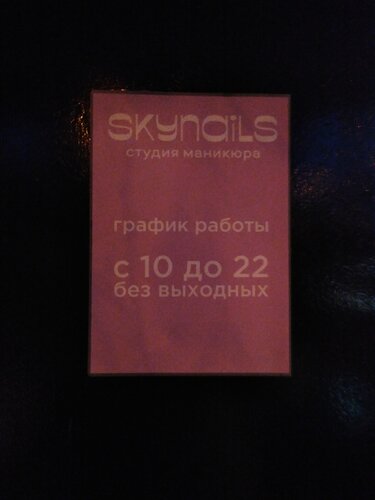 SKYNAILS
студия маникюра
график работы
с 10 до 22
без выходных